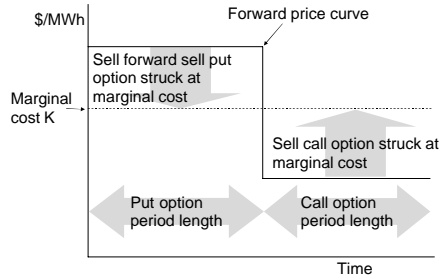 $/MWh
Forward price curve
Sell forward sell put
option struck at
marginal cost
Marginal
cost K
Sell call option struck at
marginal cost
Put option
period length
Call option
period length
Time